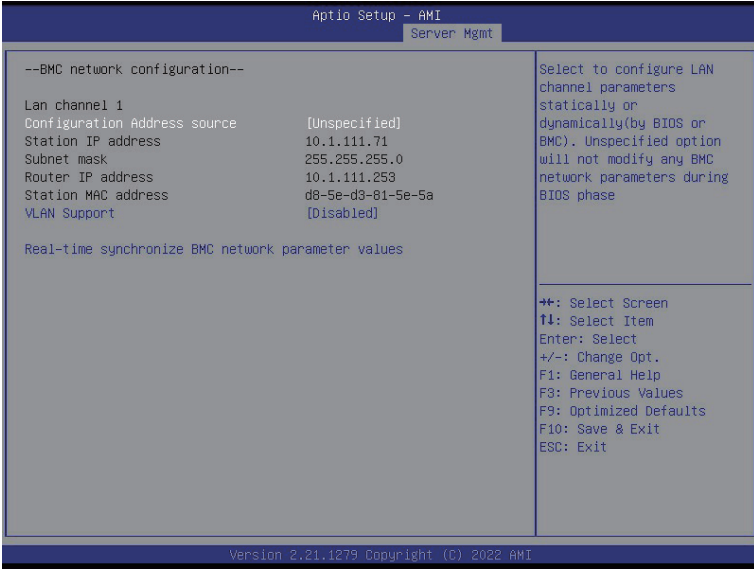 Aptio Setup – AMI
Server Mgmt
--BMC network configuration--
Lan channel 1
Configuration Address source [Unspecified]
Station IP address 10.1.111.71
Subnet mask 255.255.255.0
Router IP address 10.1.111.253
Station MAC address d8-5e-d3-81-5e-5a
VLAN Support [Disabled]
Real-time synchronize BMC network parameter values
Select to configure LAN
channel parameters
statically or
dynamically(by BIOS or
BMC). Unspecified option
will not modify any BMC
network parameters during
BIOS phase
→←: Select Screen
↑↓: Select Item
Enter: Select
+/-: Change Opt.
F1: General Help
F3: Previous Values
F9: Optimized Defaults
F10: Save & Exit
ESC: Exit
Version 2.21.1279 Copyright (C) 2022 AMI